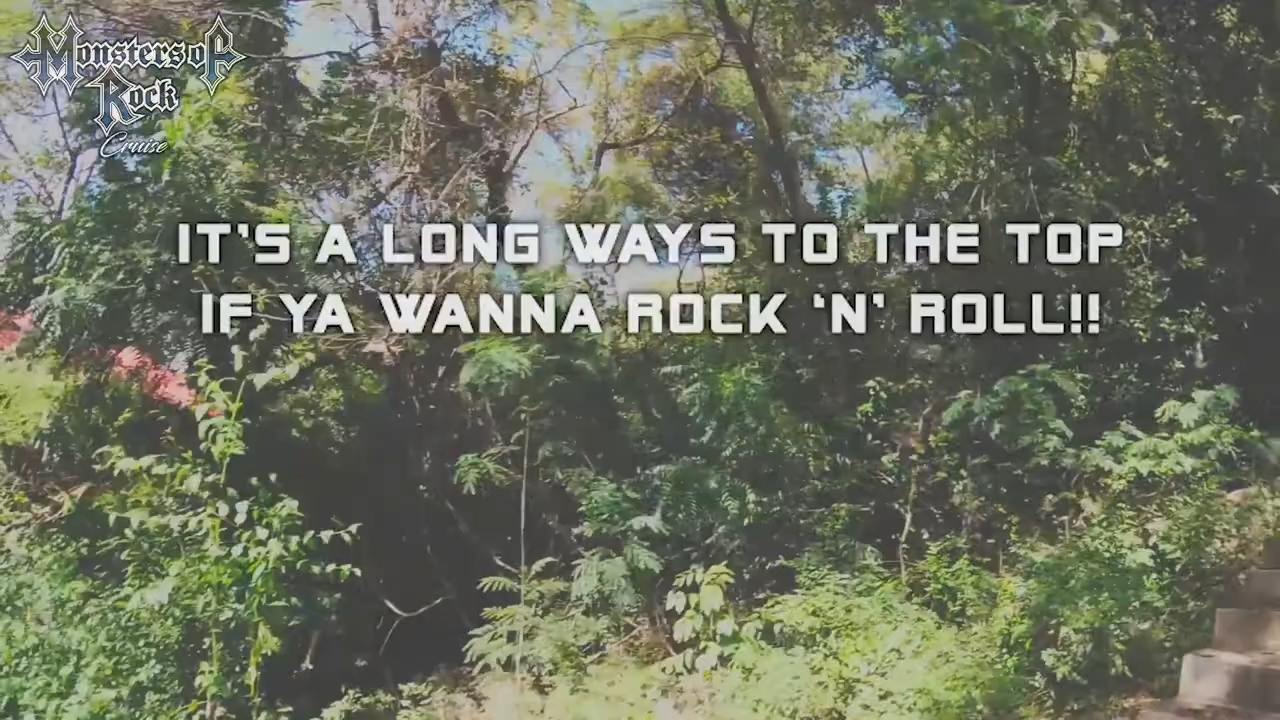 Monsters of
Rock
Cruise
IT'S A LONG WAYS TO THE TOP
IF YA WANNA ROCK 'N' ROLL!!